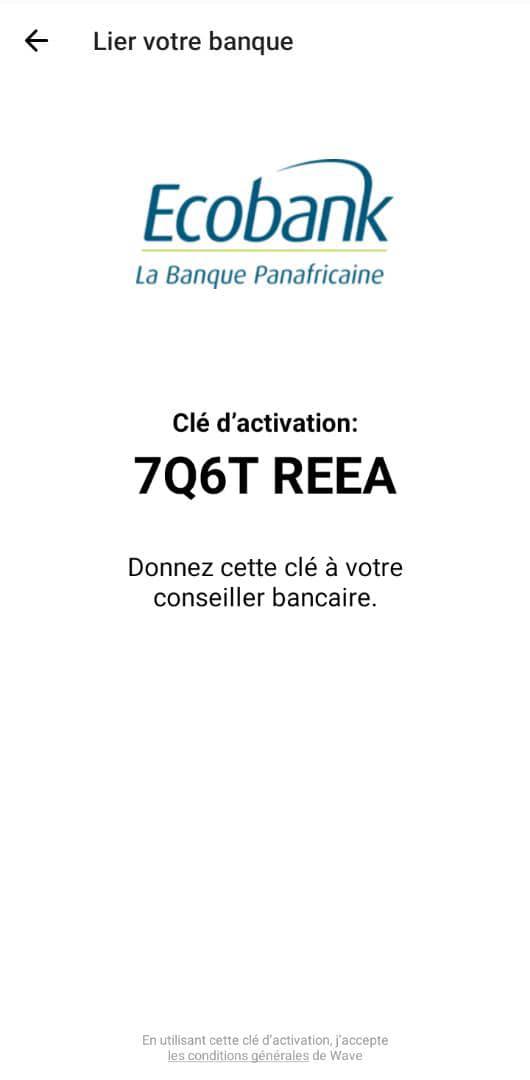 Lier votre banque
Ecobank
La Banque Panafricaine
Clé d’activation:
7Q6T REEA
Donnez cette clé à votre
conseiller bancaire.
En utilisant cette clé d’activation, j’accepte
les conditions générales de Wave